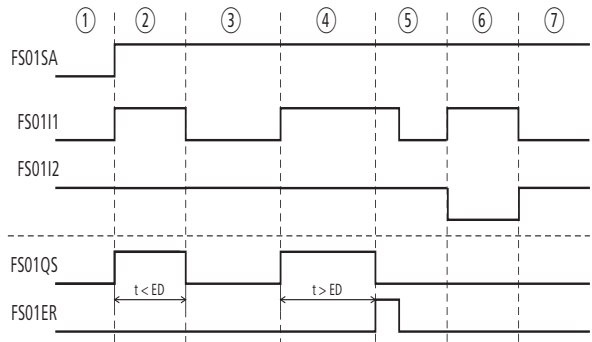 ① ② ③ ④ ⑤ ⑥ ⑦
FS01SA
FS01I1
FS01I2
FS01QS
t < ED t > ED
FS01ER